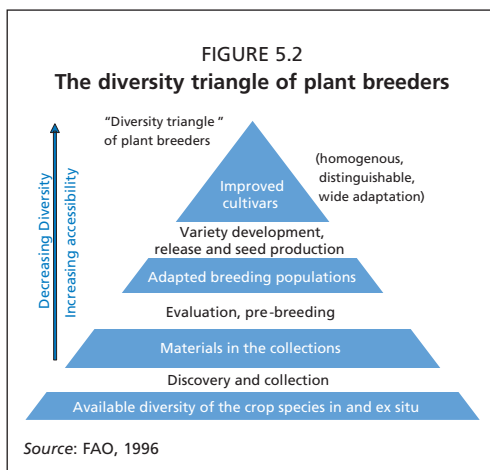 FIGURE 5.2
The diversity triangle of plant breeders
“Diversity triangle “
of plant breeders
(homogenous,
distinguishable,
wide adaptation)
Decreasing Diversity
Increasing accessibility
Improved
cultivars
Variety development,
release and seed production
Adapted breeding populations
Evaluation, pre-breeding
Materials in the collections
Discovery and collection
Available diversity of the crop species in and ex situ
Source: FAO, 1996